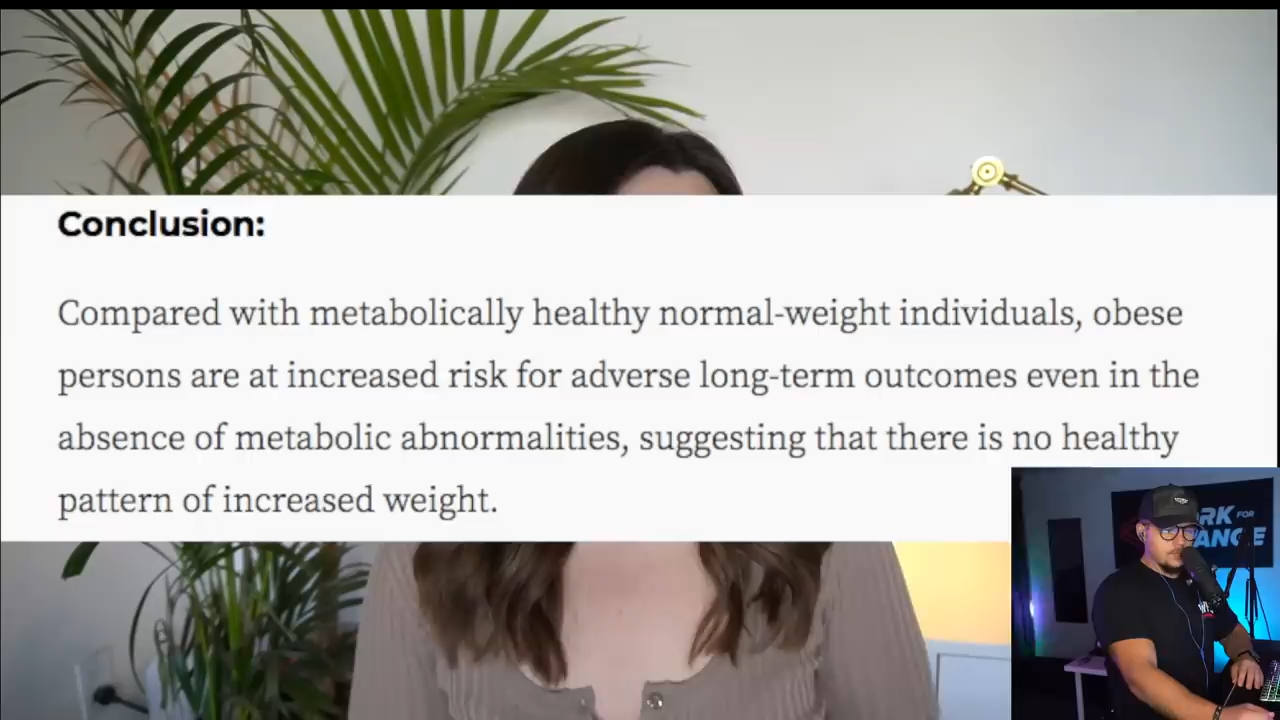 Conclusion:
Compared with metabolically healthy normal-weight individuals, obese
persons are at increased risk for adverse long-term outcomes even in the
absence of metabolic abnormalities, suggesting that there is no healthy
pattern of increased weight.
FOR